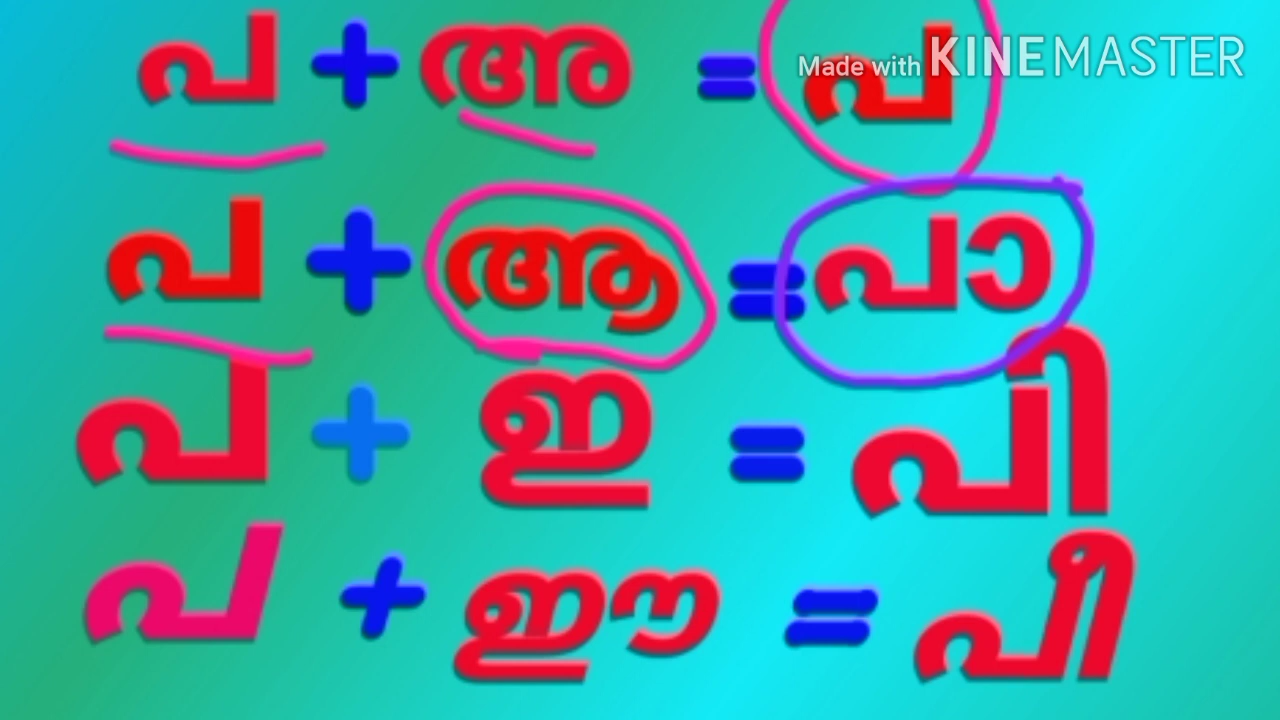 Made with KINEMASTER
പ + അ = പ
പ + ആ = പാ
പ + ഇ = പി
പ + ഈ = പീ